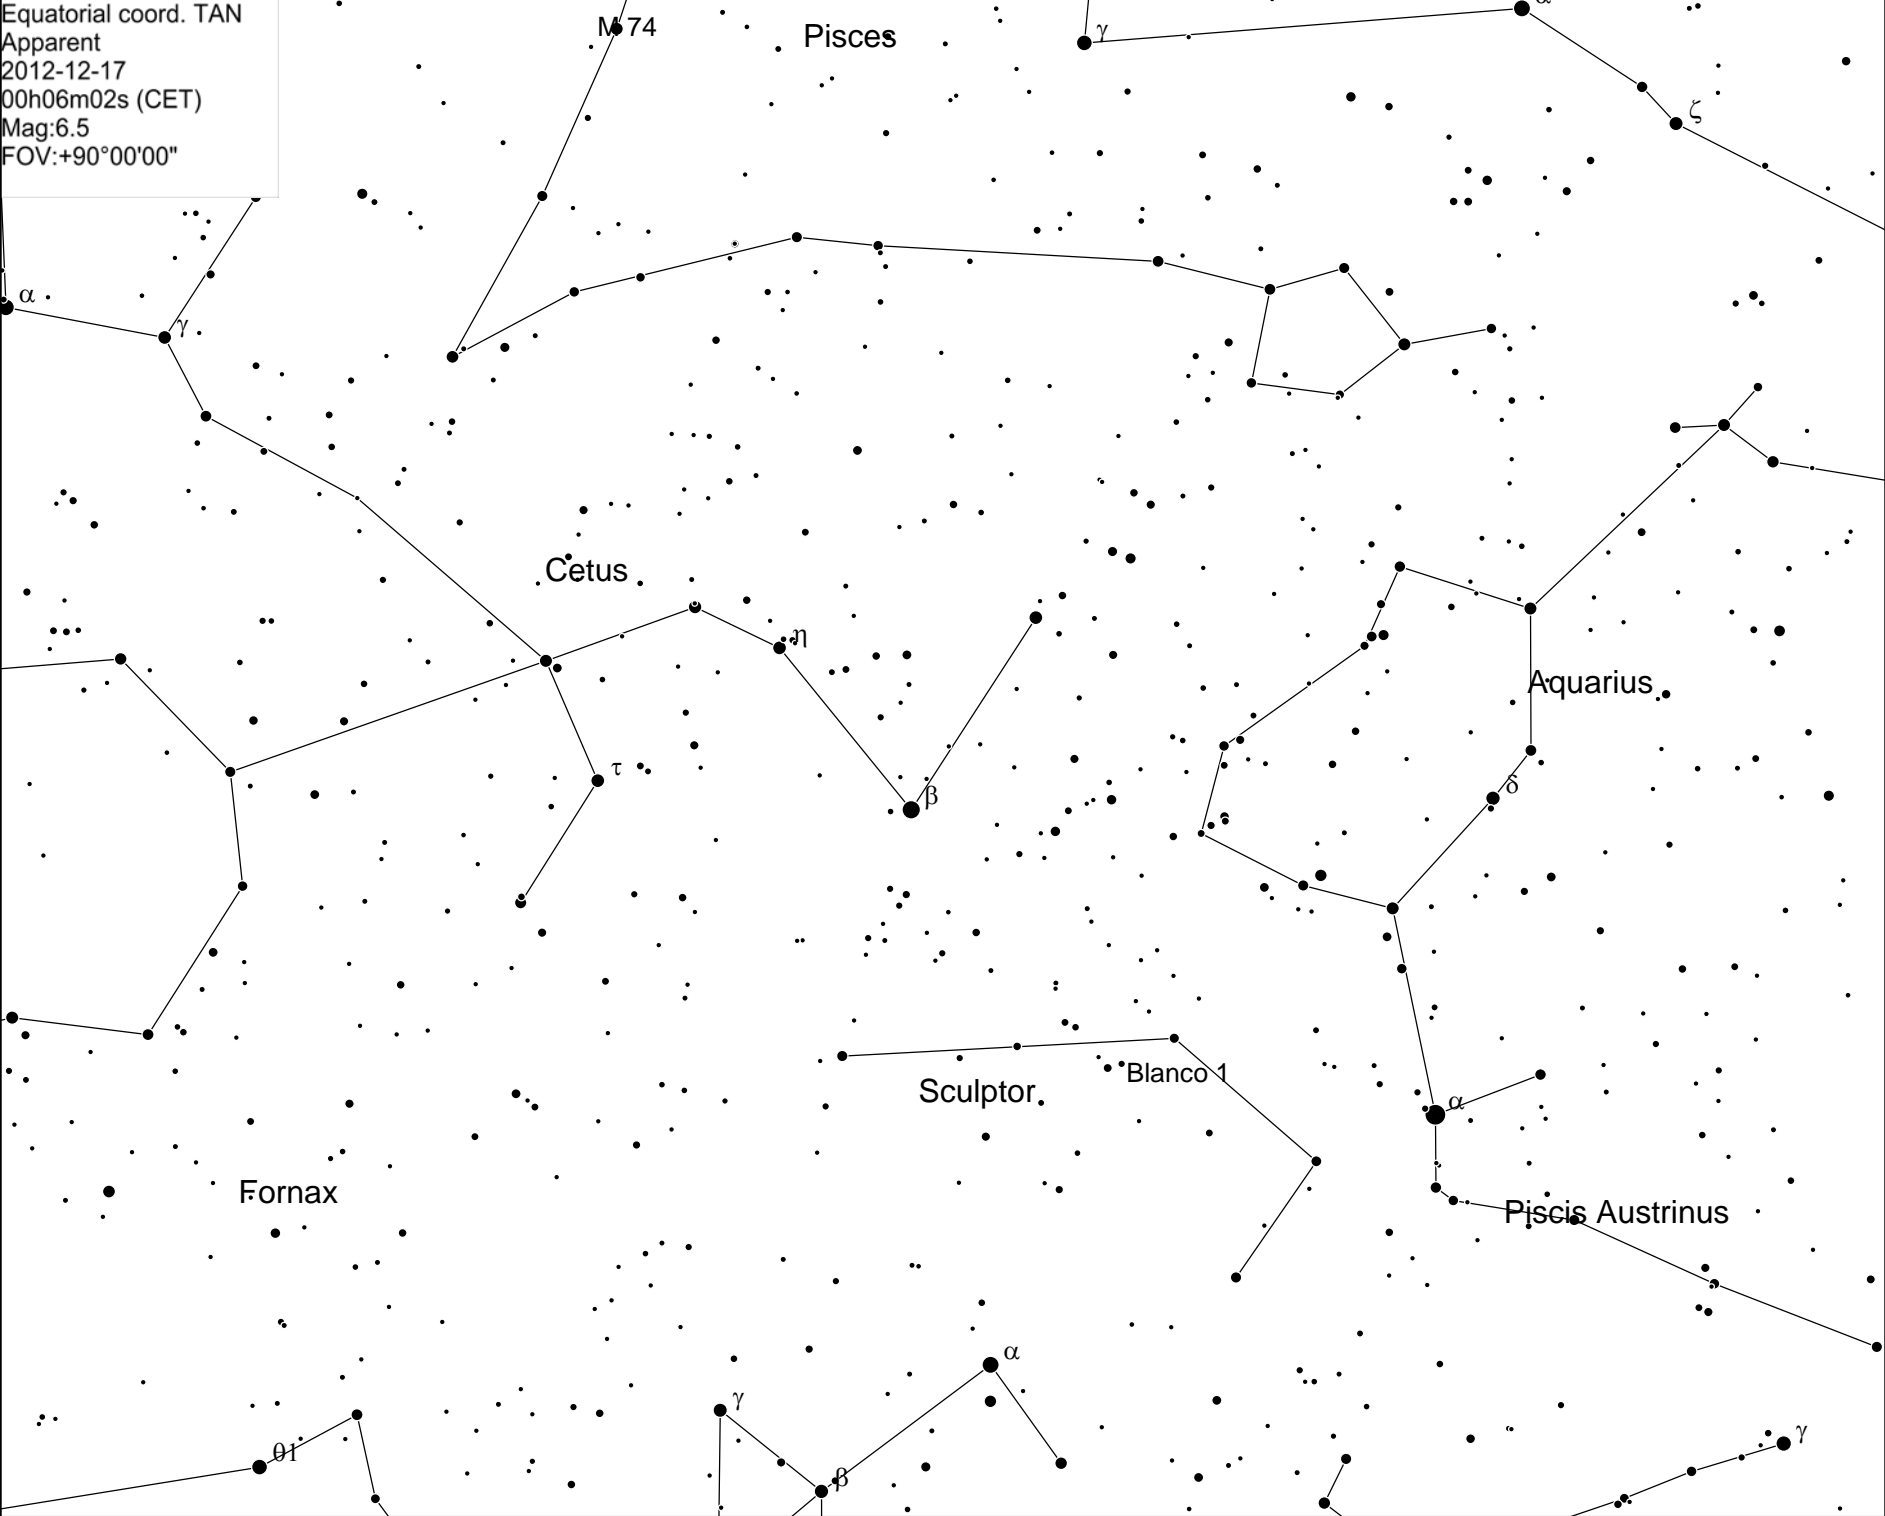 Equatorial coord. TAN
Apparent
2012-12-17
00h06m02s (CET)
Mag:6.5
FOV:+90°00'00"
M 74
Pisces
α
γ
ζ
α
γ
Cetus
η
Aquarius
τ
β
δ
Sculptor
Blanco 1
α
Fornax
Piscis Austrinus
α
γ
θ1
β
γ